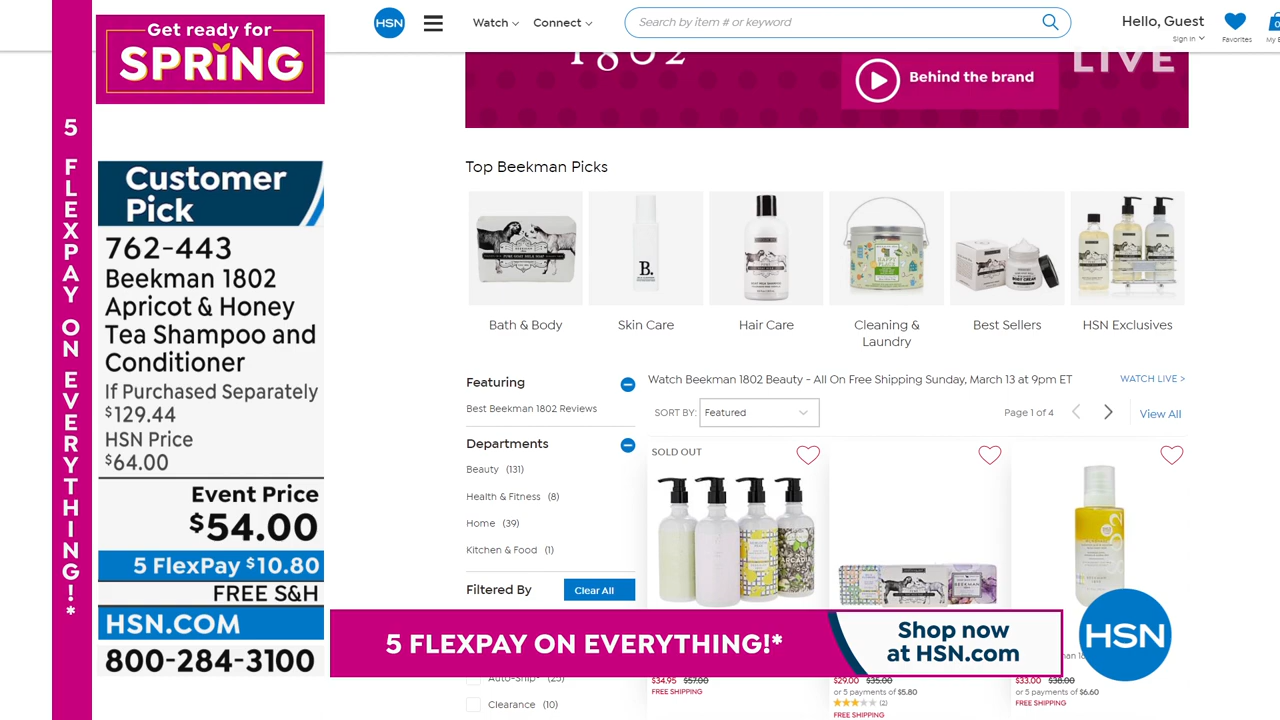 Get ready for
SPRING
5 FLEXPAY ON EVERYTHING!*
Customer
Pick
762-443
Beekman 1802
Apricot & Honey
Tea Shampoo and
Conditioner
If Purchased Separately
$129.44
HSN Price
$64.00
Event Price
$54.00
5 FlexPay $10.80
FREE S&H
HSN.COM
800-284-3100
HSN
Watch
Connect
Search by item # or keyword
Hello, Guest
Sign In
Favorites
0
1802
Behind the brand
LIVE
Top Beekman Picks
B.
Bath & Body
Skin Care
Hair Care
Cleaning &
Laundry
Best Sellers
HSN Exclusives
Featuring
Best Beekman 1802 Reviews
Departments
Beauty (131)
Health & Fitness (8)
Home (39)
Kitchen & Food (1)
Filtered By
Clear All
Auto-Ship® (25)
Clearance (10)
Watch Beekman 1802 Beauty - All On Free Shipping Sunday, March 13 at 9pm ET
WATCH LIVE >
SORT BY: Featured
Page 1 of 4
View All
SOLD OUT
5 FLEXPAY ON EVERYTHING!*
Shop now
at HSN.com
HSN
$34.95 $57.00
FREE SHIPPING
$29.00 $35.00
or 5 payments of $5.80
(2)
FREE SHIPPING
$33.00 $38.00
or 5 payments of $6.60
FREE SHIPPING